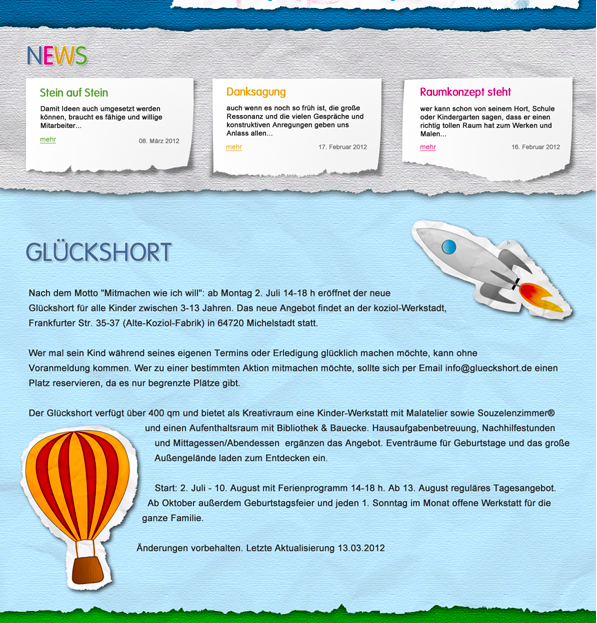 NEWS
Stein auf Stein
Damit Ideen auch umgesetzt werden
können, braucht es fähige und willige
Mitarbeiter...
mehr
08. März 2012
Danksagung
auch wenn es noch so früh ist, die große
Ressonanz und die vielen Gespräche und
konstruktiven Anregungen geben uns
Anlass allen...
mehr
17. Februar 2012
Raumkonzept steht
wer kann schon von seinem Hort, Schule
oder Kindergarten sagen, dass er einen
richtig tollen Raum hat zum Werken und
Malen...
mehr
16. Februar 2012
GLÜCKSHORT
Nach dem Motto "Mitmachen wie ich will": ab Montag 2. Juli 14-18 h eröffnet der neue
Glückshort für alle Kinder zwischen 3-13 Jahren. Das neue Angebot findet an der koziol-Werkstadt,
Frankfurter Str. 35-37 (Alte-Koziol-Fabrik) in 64720 Michelstadt statt.
Wer mal sein Kind während seines eigenen Termins oder Erledigung glücklich machen möchte, kann ohne
Voranmeldung kommen. Wer zu einer bestimmten Aktion mitmachen möchte, sollte sich per Email info@glueckshort.de einen
Platz reservieren, da es nur begrenzte Plätze gibt.
Der Glückshort verfügt über 400 qm und bietet als Kreativraum eine Kinder-Werkstatt mit Malatelier sowie Souzelenzimmer®
und einen Aufenthaltsraum mit Bibliothek & Bauecke. Hausaufgabenbetreuung, Nachhilfestunden
und Mittagessen/Abendessen ergänzen das Angebot. Eventräume für Geburtstage und das große
Außengelände laden zum Entdecken ein.
Start: 2. Juli - 10. August mit Ferienprogramm 14-18 h. Ab 13. August reguläres Tagesangebot.
Ab Oktober außerdem Geburtstagsfeier und jeden 1. Sonntag im Monat offene Werkstatt für die
ganze Familie.
Änderungen vorbehalten. Letzte Aktualisierung 13.03.2012